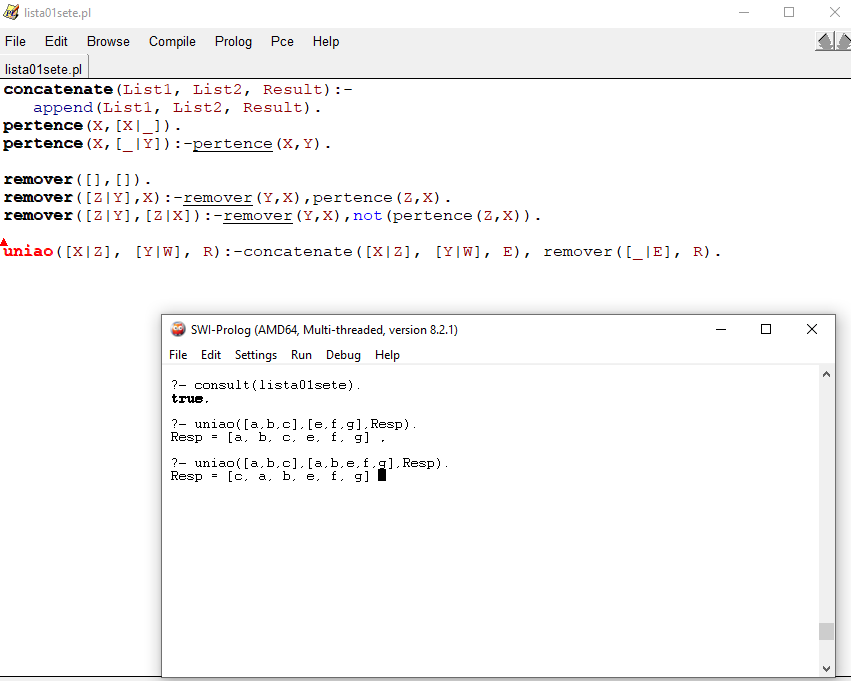 lista01sete.pl
File Edit Browse Compile Prolog Pce Help
lista01sete.pl
concatenate(List1, List2, Result):-
append(List1, List2, Result).
pertence(X,[X|_]).
pertence(X,[_|Y]):-pertence(X,Y).
remover([],[]).
remover([Z|Y],X):-remover(Y,X),pertence(Z,X).
remover([Z|Y],[Z|X]):-remover(Y,X),not(pertence(Z,X)).
uniao([X|Z], [Y|W], R):-concatenate([X|Z], [Y|W], E), remover([_|E], R).
SWI-Prolog (AMD64, Multi-threaded, version 8.2.1)
File Edit Settings Run Debug Help
?- consult(lista01sete).
true.
?- uniao([a,b,c],[e,f,g],Resp).
Resp = [a, b, c, e, f, g] .
?- uniao([a,b,c],[a,b,e,f,g],Resp).
Resp = [c, a, b, e, f, g]